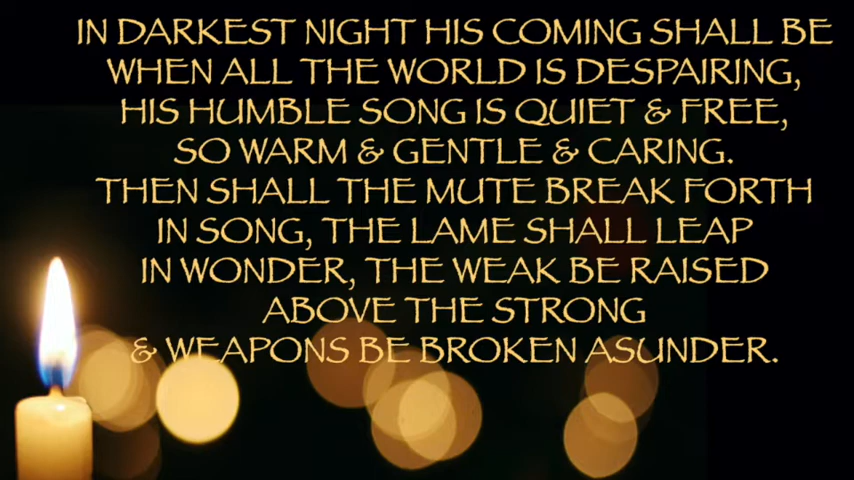 IN DARKEST NIGHT HIS COMING SHALL BE
WHEN ALL THE WORLD IS DESPAIRING,
HIS HUMBLE SONG IS QUIET & FREE,
SO WARM & GENTLE & CARING.
THEN SHALL THE MUTE BREAK FORTH
IN SONG, THE LAME SHALL LEAP
IN WONDER, THE WEAK BE RAISED
ABOVE THE STRONG
& WEAPONS BE BROKEN ASUNDER.